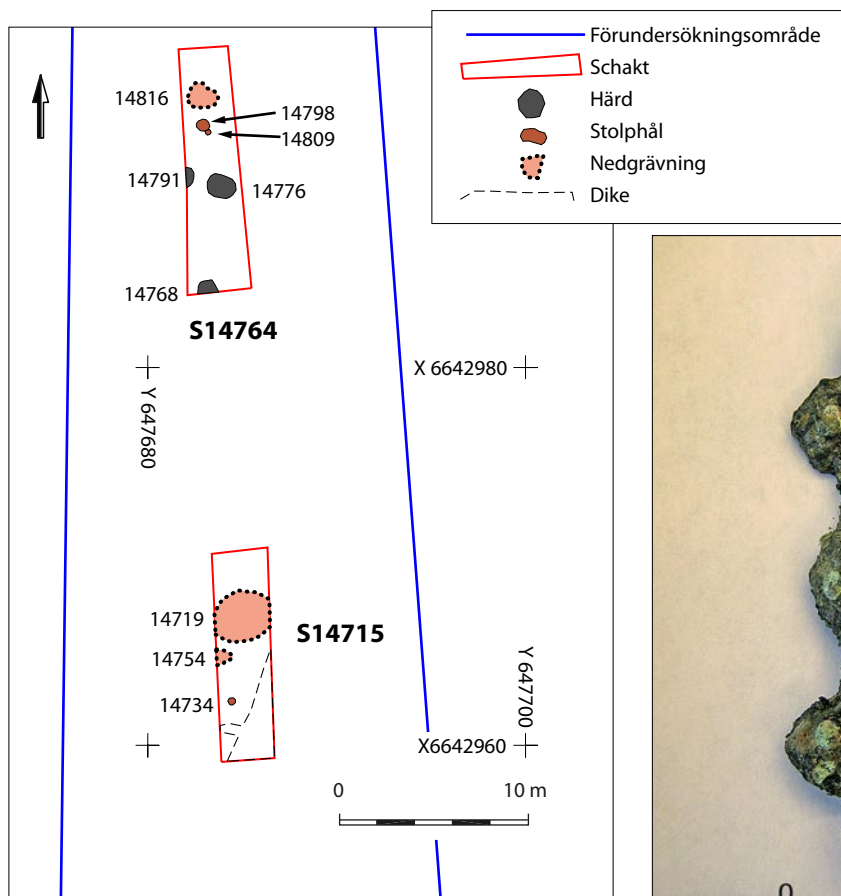 Förundersökningsområde
Schakt
Härd
Stolphål
Nedgrävning
Dike
14816
14798
14809
14791
14776
14768
S14764
X 6642980
Y 647680
14719
S14715
14754
14734
Y 647700
X6642960
0 10 m
0